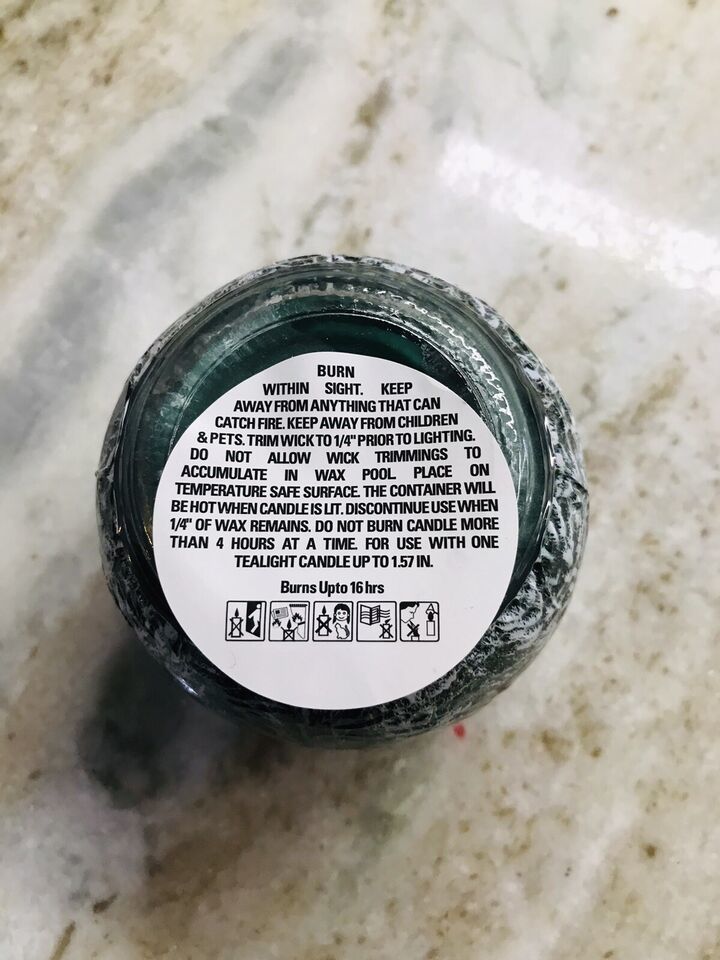 BURN
WITHIN SIGHT. KEEP
AWAY FROM ANYTHING THAT CAN
CATCH FIRE. KEEP AWAY FROM CHILDREN
& PETS. TRIM WICK TO 1/4" PRIOR TO LIGHTING.
DO NOT ALLOW WICK TRIMMINGS TO
ACCUMULATE IN WAX POOL PLACE ON
TEMPERATURE SAFE SURFACE. THE CONTAINER WILL
BE HOT WHEN CANDLE IS LIT. DISCONTINUE USE WHEN
1/4" OF WAX REMAINS. DO NOT BURN CANDLE MORE
THAN 4 HOURS AT A TIME. FOR USE WITH ONE
TEALIGHT CANDLE UP TO 1.57 IN.
Burns Upto 16 hrs